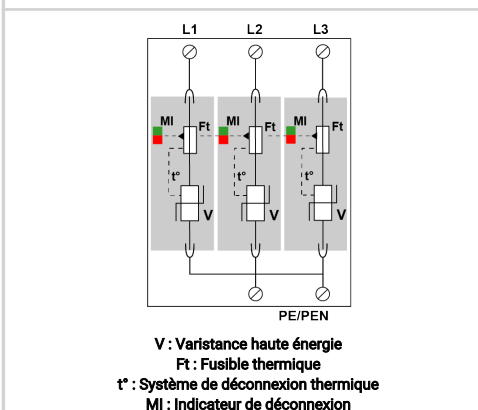 L1 L2 L3
MI Ft MI Ft MI Ft
t° t° t°
V V V
PE/PEN
V : Varistance haute énergie
Ft : Fusible thermique
t° : Système de déconnexion thermique
MI : Indicateur de déconnexion